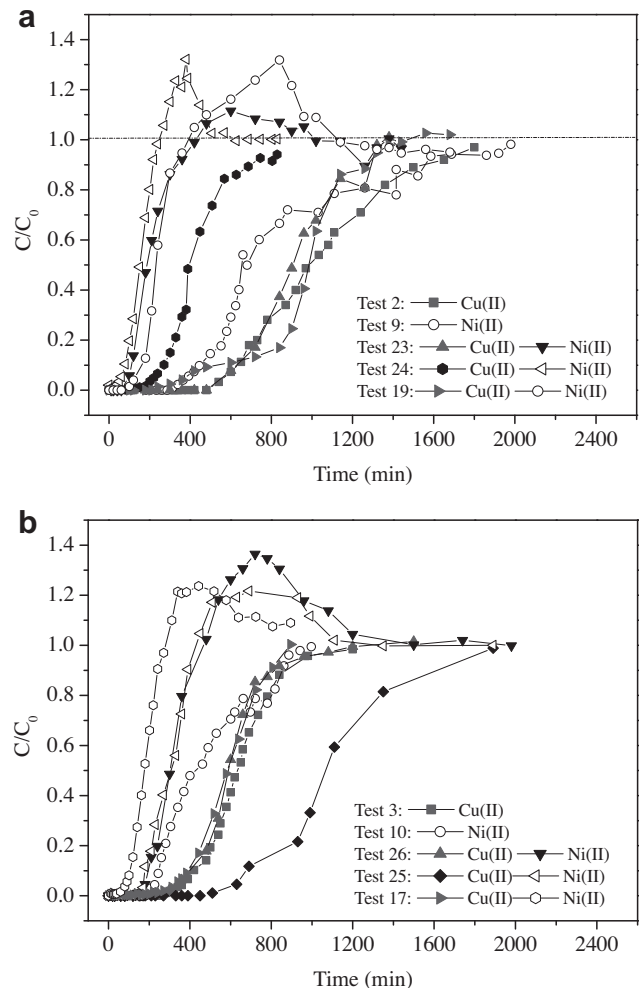 a
1.4
1.2
1.0
0.8
0.6
0.4
0.2
0.0
C/C0
Test 2: Cu(II)
Test 9: Ni(II)
Test 23: Cu(II) Ni(II)
Test 24: Cu(II) Ni(II)
Test 19: Cu(II) Ni(II)
0 400 800 1200 1600 2000 2400
Time (min)
b
1.4
1.2
1.0
0.8
0.6
0.4
0.2
0.0
C/C0
Test 3: Cu(II)
Test 10: Ni(II)
Test 26: Cu(II) Ni(II)
Test 25: Cu(II) Ni(II)
Test 17: Cu(II) Ni(II)
0 400 800 1200 1600 2000 2400
Time (min)